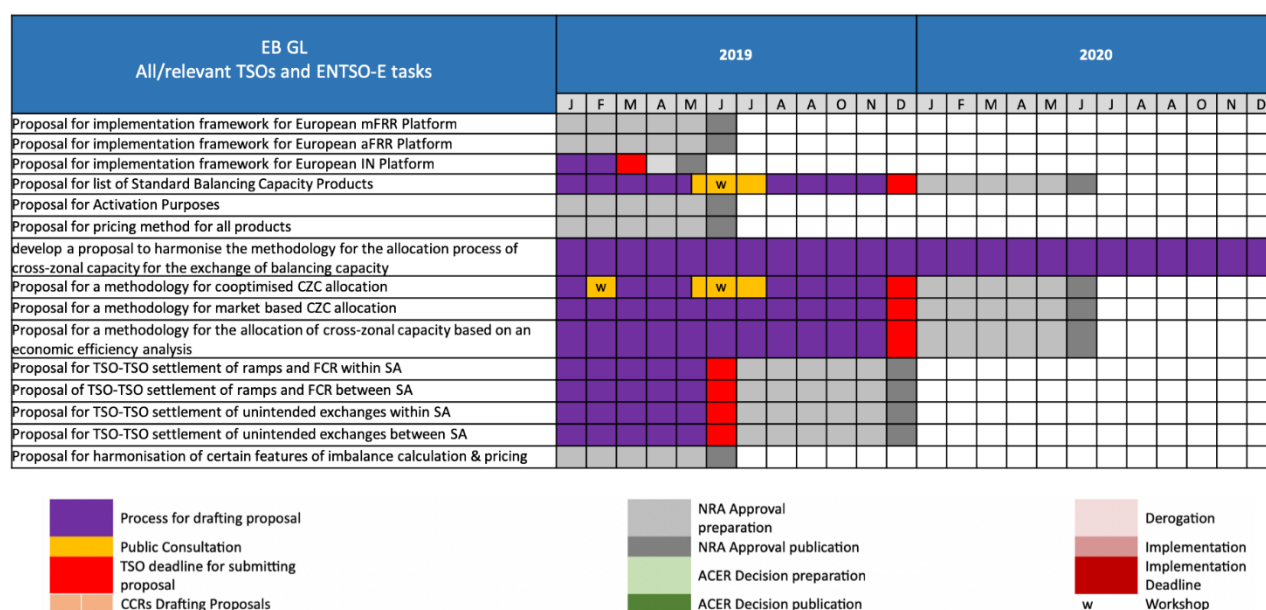 EB GL
All/relevant TSOs and ENTSO-E tasks
2019
2020
J F M A M J J A A O N D J F M A M J J A A O N D
Proposal for implementation framework for European mFRR Platform
Proposal for implementation framework for European aFRR Platform
Proposal for implementation framework for European IN Platform
Proposal for list of Standard Balancing Capacity Products
W
Proposal for Activation Purposes
Proposal for pricing method for all products
develop a proposal to harmonise the methodology for the allocation process of
cross-zonal capacity for the exchange of balancing capacity
Proposal for a methodology for cooptimised CZC allocation
W W
Proposal for a methodology for market based CZC allocation
Proposal for a methodology for the allocation of cross-zonal capacity based on an
economic efficiency analysis
Proposal for TSO-TSO settlement of ramps and FCR within SA
Proposal of TSO-TSO settlement of ramps and FCR between SA
Proposal for TSO-TSO settlement of unintended exchanges within SA
Proposal for TSO-TSO settlement of unintended exchanges between SA
Proposal for harmonisation of certain features of imbalance calculation & pricing
Process for drafting proposal
Public Consultation
TSO deadline for submitting
proposal
CCRs Drafting Proposals
NRA Approval
preparation
NRA Approval publication
ACER Decision preparation
ACER Decision publication
Derogation
Implementation
Implementation
Deadline
W Workshop